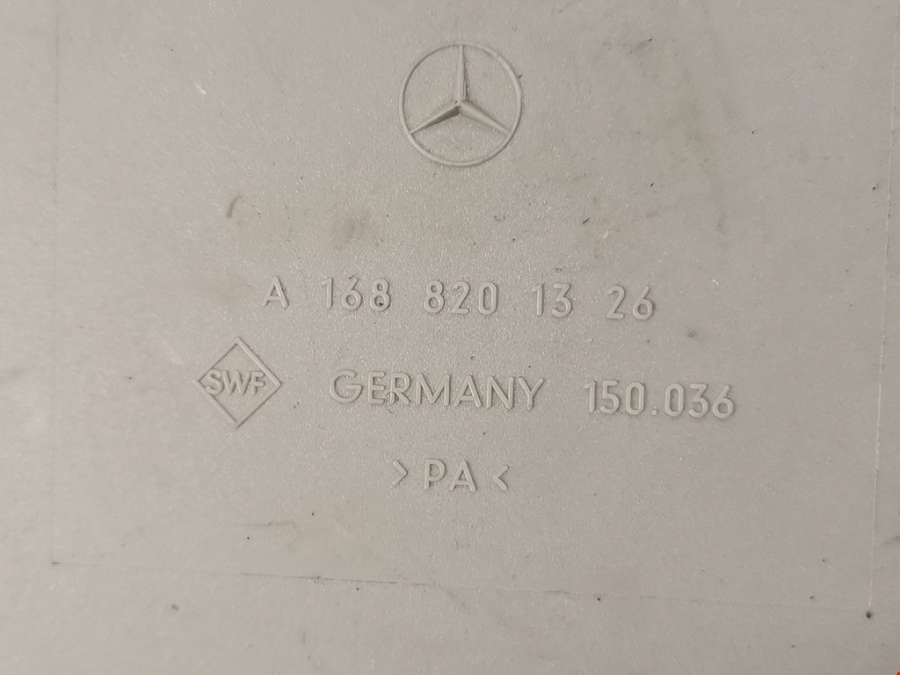 A 168 820 13 26
SWF GERMANY 150.036
>PA<